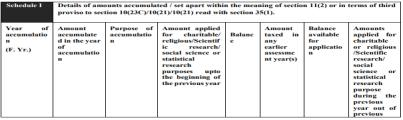 Schedule I
Details of amounts accumulated / set apart within the meaning of section 11(2) or in terms of third
proviso to section 10(23C)/10(21)/10(21) read with section 35(1).
Year of
accumulatio
n
(F. Yr.)
Amount
accumulate
d in the year
of
accumulatio
n
Purpose of
accumulatio
n
Amounts applied
for charitable/
religious/Scientif
ic research/
social science or
statistical
research
purposes upto
the beginning of
the previous year
Balanc
e
Amount
taxed in
any
earlier
assessme
nt year(s)
Balance
available
for
applicatio
n
Amounts
applied for
charitable
or religious
/Scientific
research/
social
science or
statistical
research
purpose
during the
previous
year out of
previous